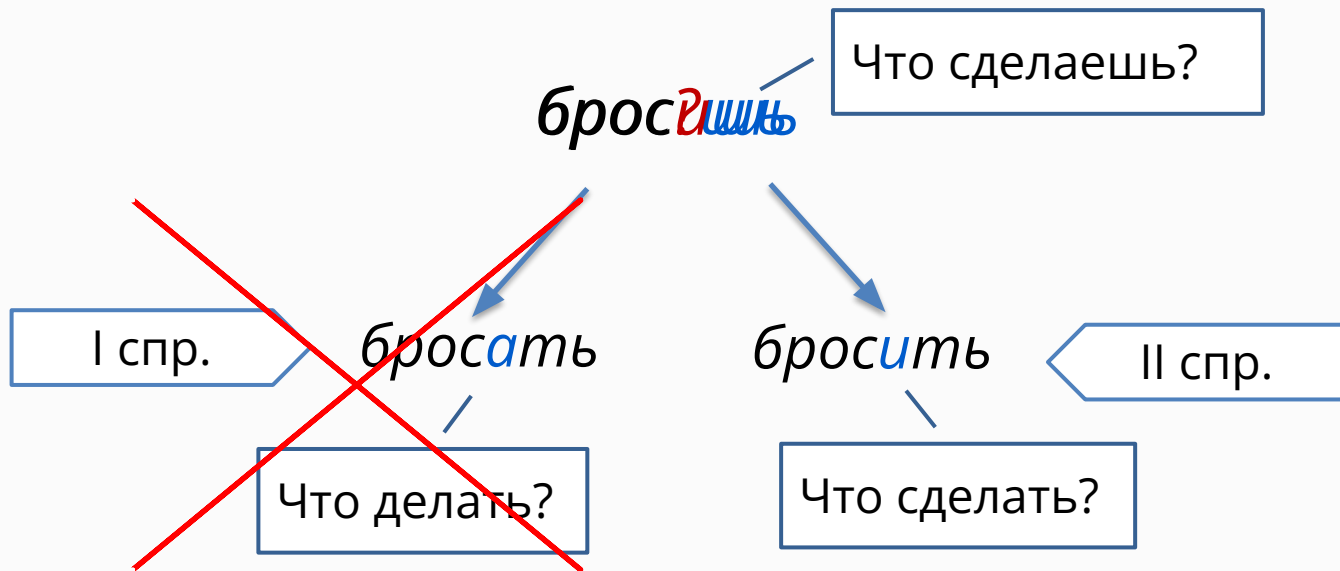 Что сделаешь?
бросишь
I спр.
бросать
бросить
II спр.
Что делать?
Что сделать?